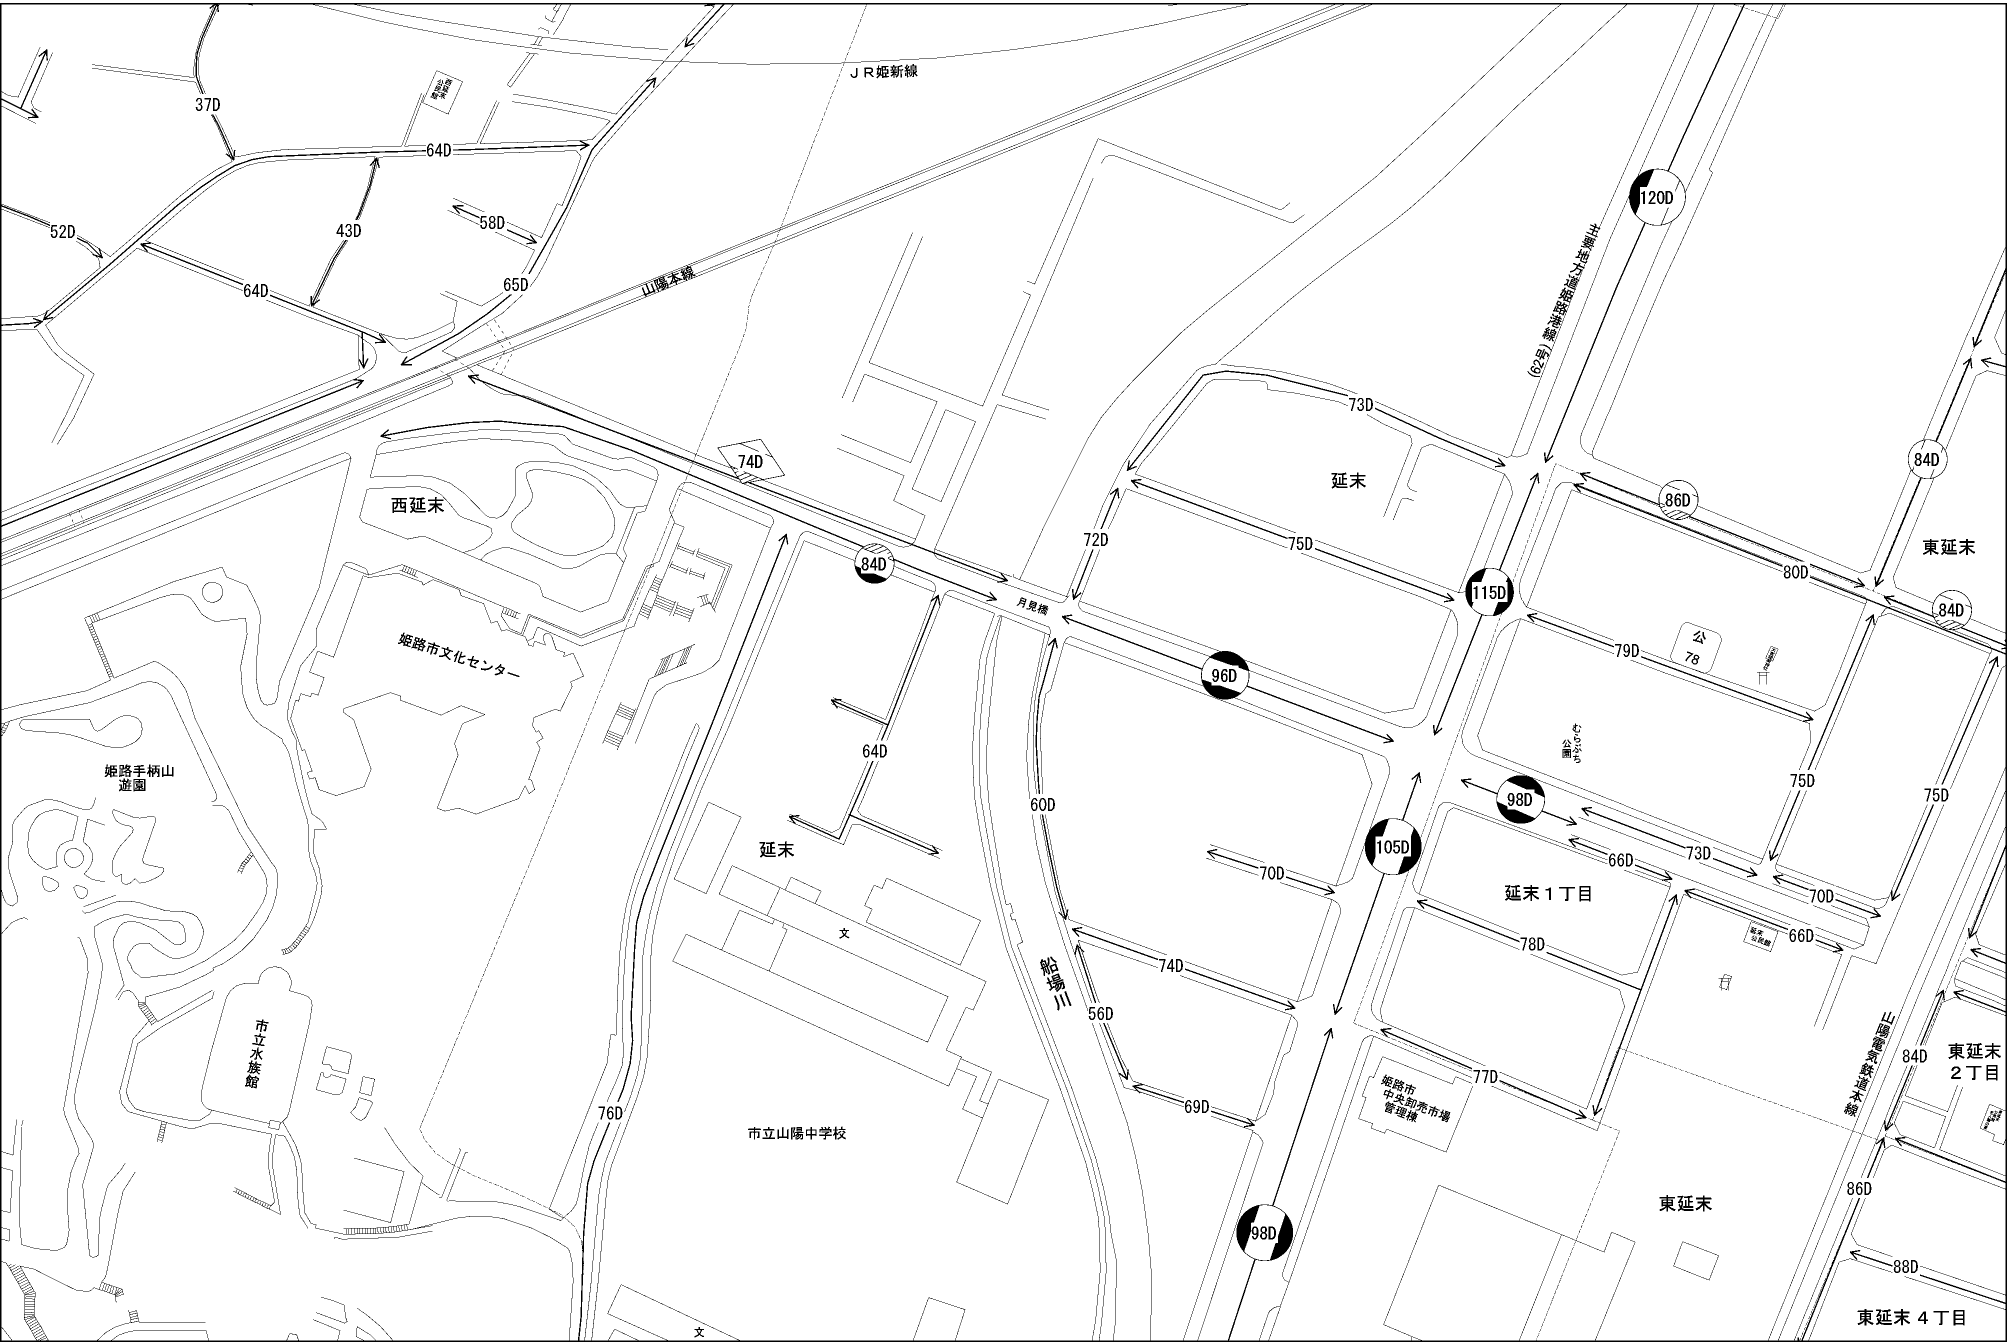 ＪＲ姫新線
37D
64D
120D
52D
43D
58D
主要地方道姫路港線
(62号)
64D
65D
山陽本線
73D
84D
74D
延末
86D
西延末
72D
75D
東延末
84D
115D
80D
84D
月見橋
姫路市文化センター
96D
79D
公
78
むらぶち
公園
64D
姫路手柄山
遊園
60D
98D
75D
75D
105D
延末
70D
66D
73D
延末１丁目
70D
文
78D
延末
公民館
66D
74D
船場川
56D
市立水族館
山陽電気鉄道本線
84D
東延末
２丁目
77D
姫路市
中央卸売市場
管理棟
69D
76D
市立山陽中学校
86D
東延末
98D
88D
東延末４丁目
文